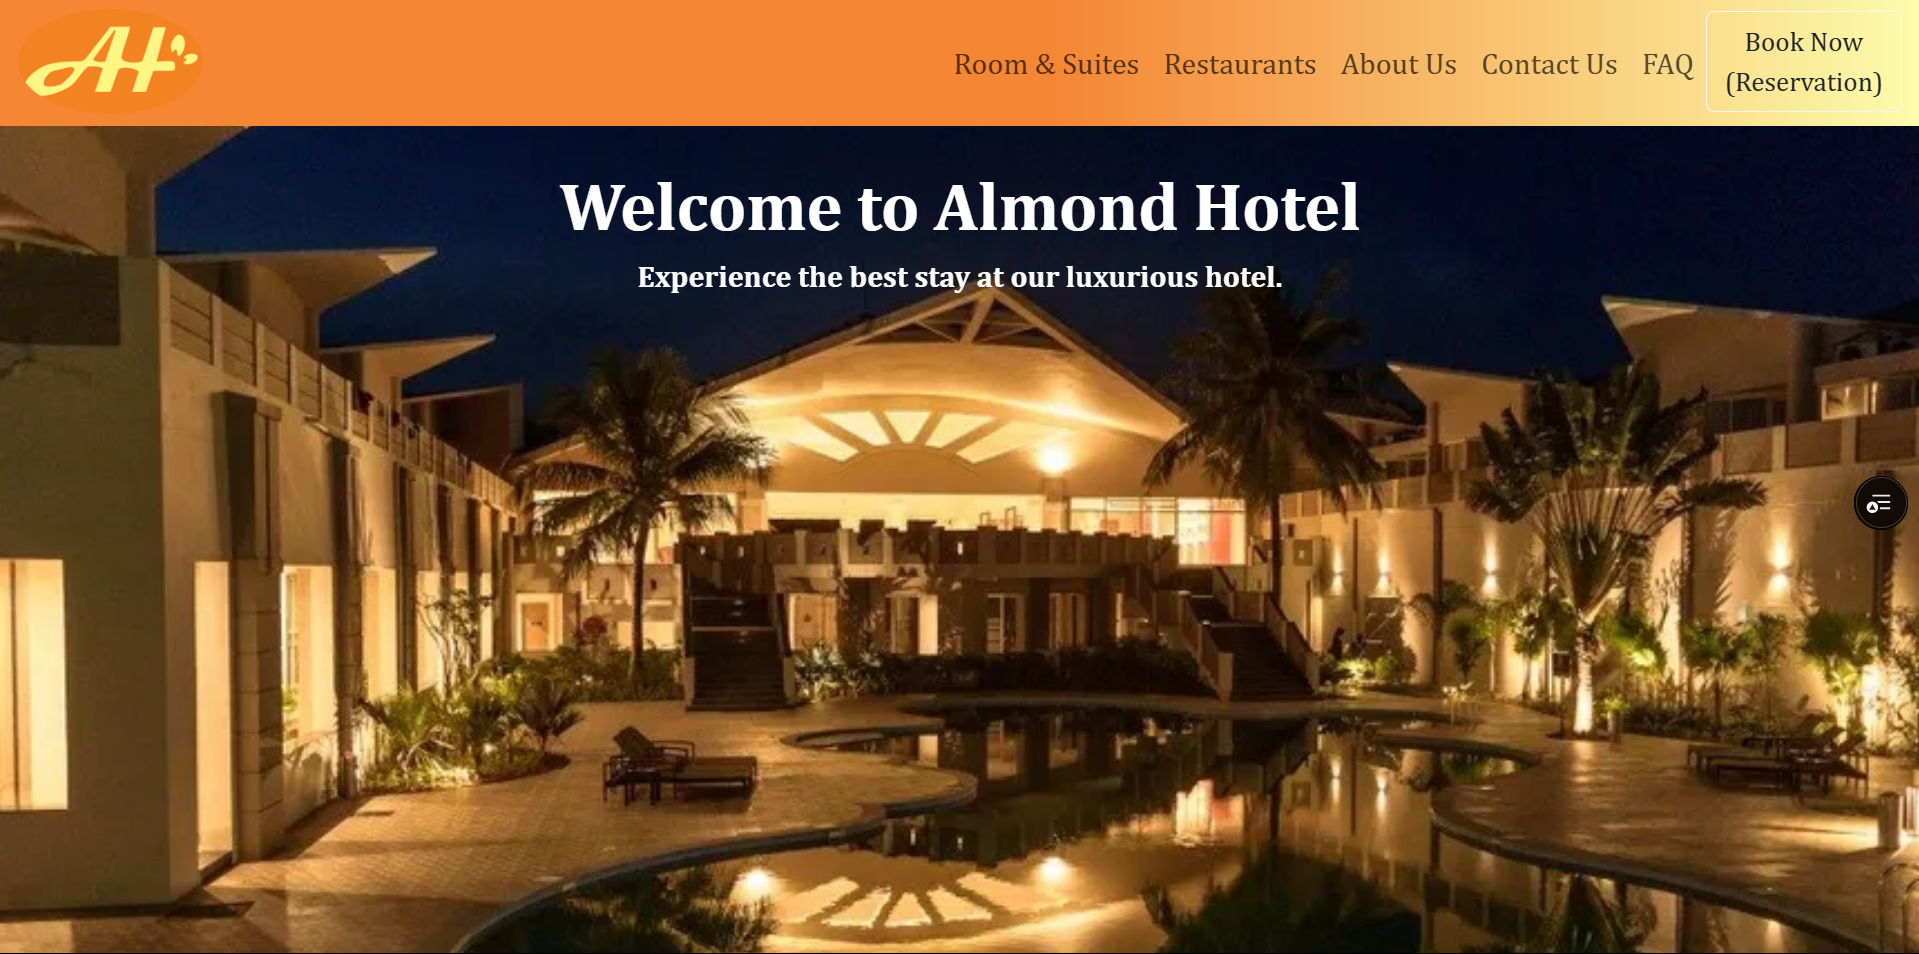 AH
Room & Suites
Restaurants
About Us
Contact Us
FAQ
Book Now
(Reservation)
Welcome to Almond Hotel
Experience the best stay at our luxurious hotel.